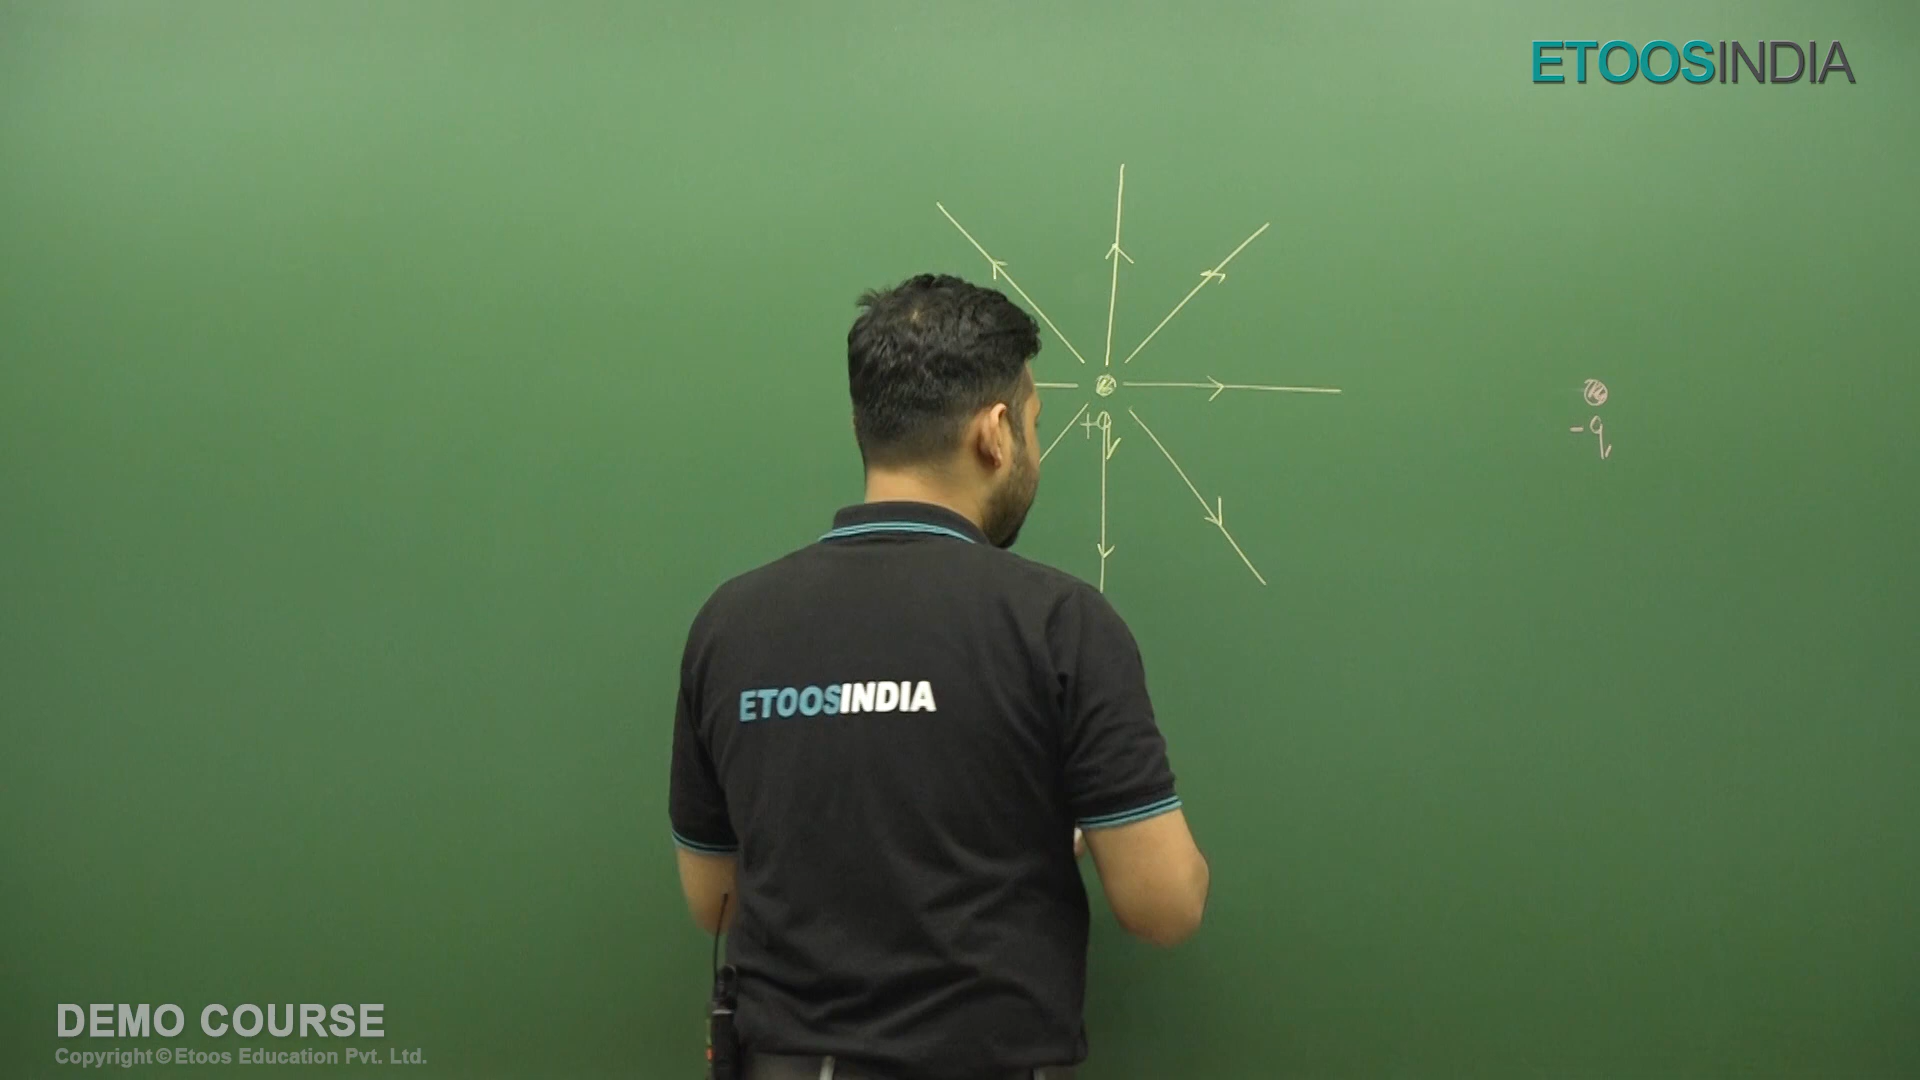 ETOOSINDIA
+q
-q
ETOOSINDIA
DEMO COURSE
Copyright©Etoos Education Pvt. Ltd.